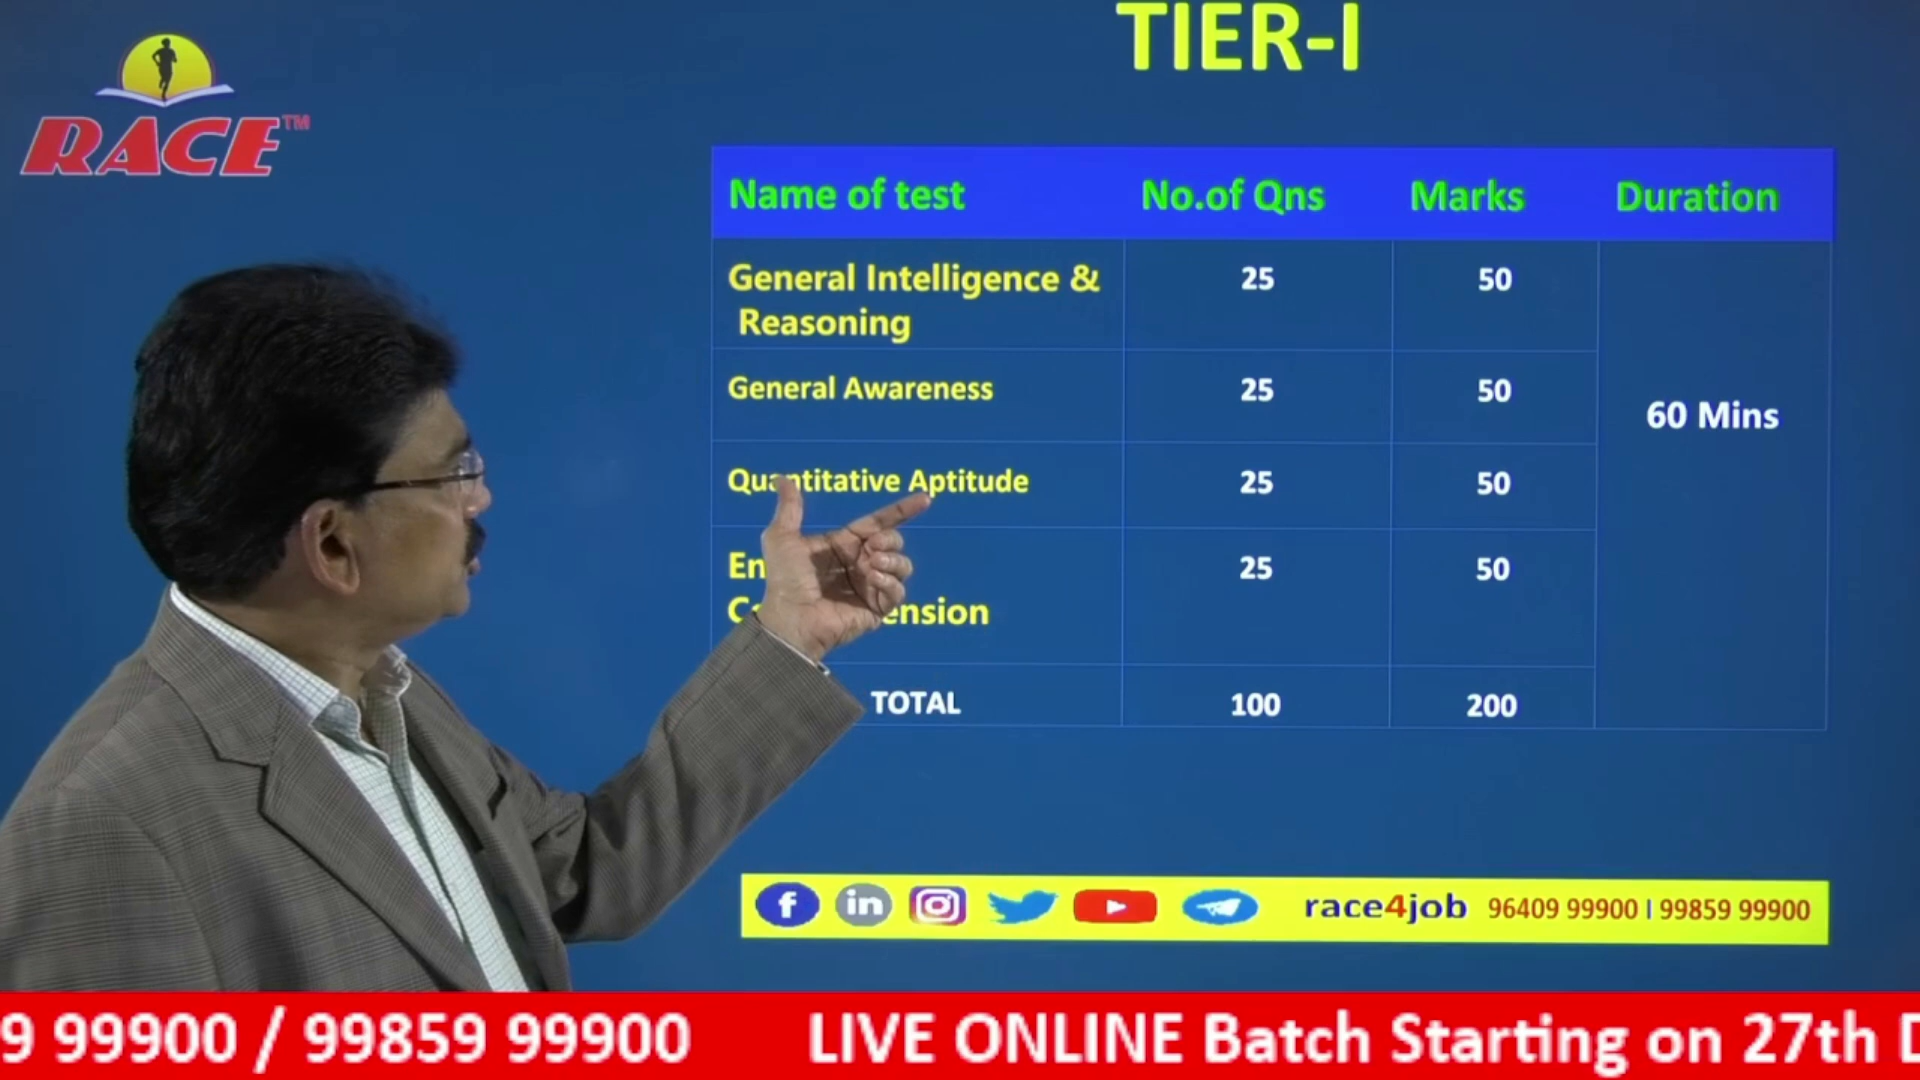 TIER-I
RACE™
Name of test No.of Qns Marks Duration
General Intelligence & 25 50
Reasoning
General Awareness 25 50
60 Mins
Quantitative Aptitude 25 50
25 50
TOTAL 100 200
f in race4job 96409 99900 | 99859 99900
9 99900 / 99859 99900 LIVE ONLINE Batch Starting on 27th